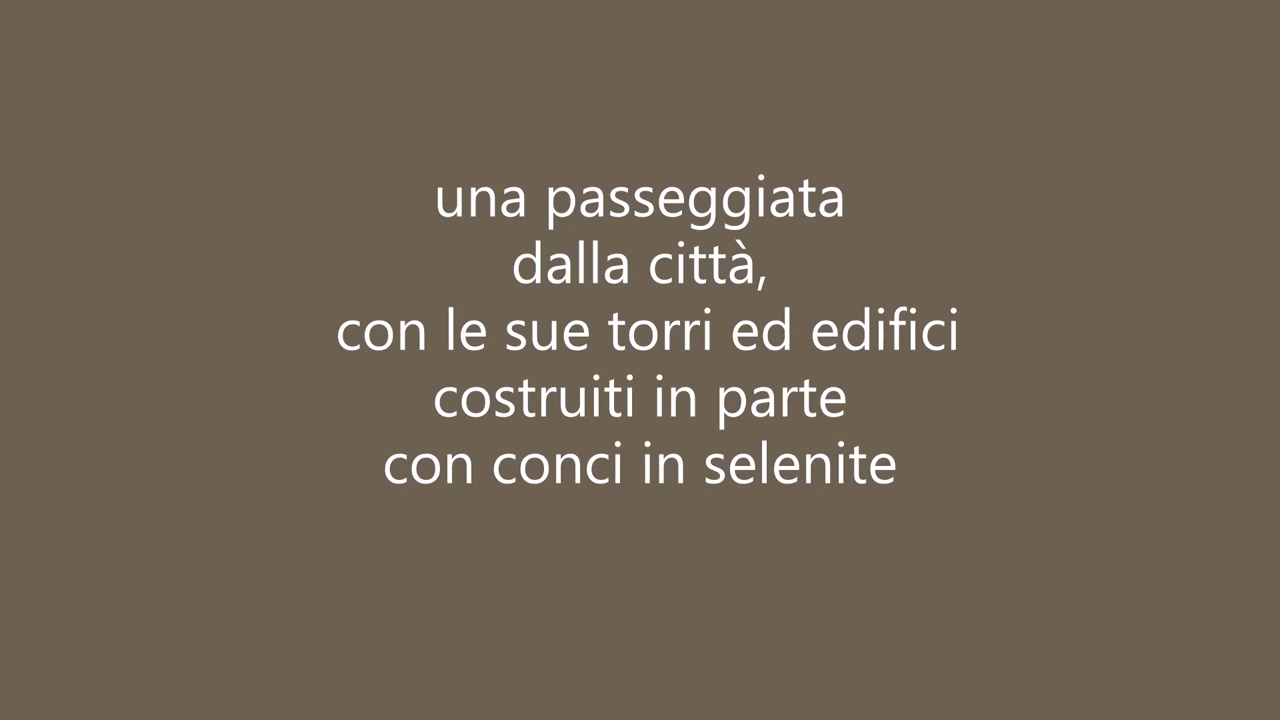 una passeggiata
dalla città,
con le sue torri ed edifici
costruiti in parte
con conci in selenite